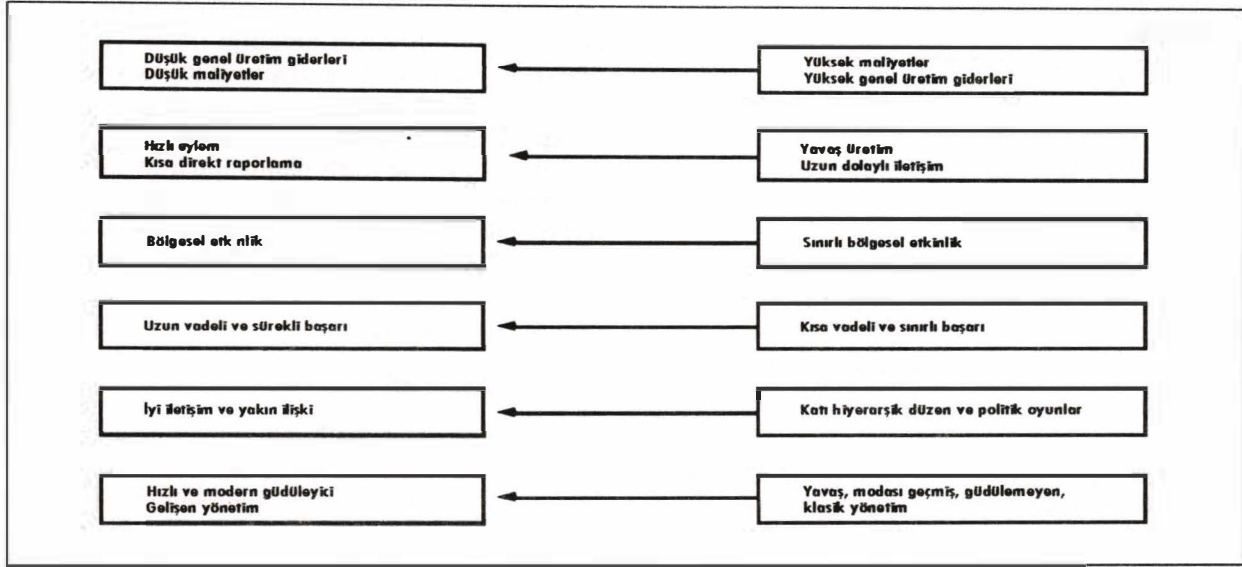 Düşük genel üretim giderleri
Düşük maliyetler
Yüksek maliyetler
Yüksek genel üretim giderleri
Hızlı eylem
Kısa direkt raporlama
Yavaş üretim
Uzun dolaylı iletişim
Bölgesel etk nlik
Sınırlı bölgesel etkinlik
Uzun vadeli ve sürekli başarı
Kısa vadeli ve sınırlı başarı
İyi iletişim ve yakın ilişki
Katı hiyerarşik düzen ve politik oyunlar
Hızlı ve modern güdüleyici
Gelişen yönetim
Yavaş, modası geçmiş, güdülemeyen,
klasik yönetim